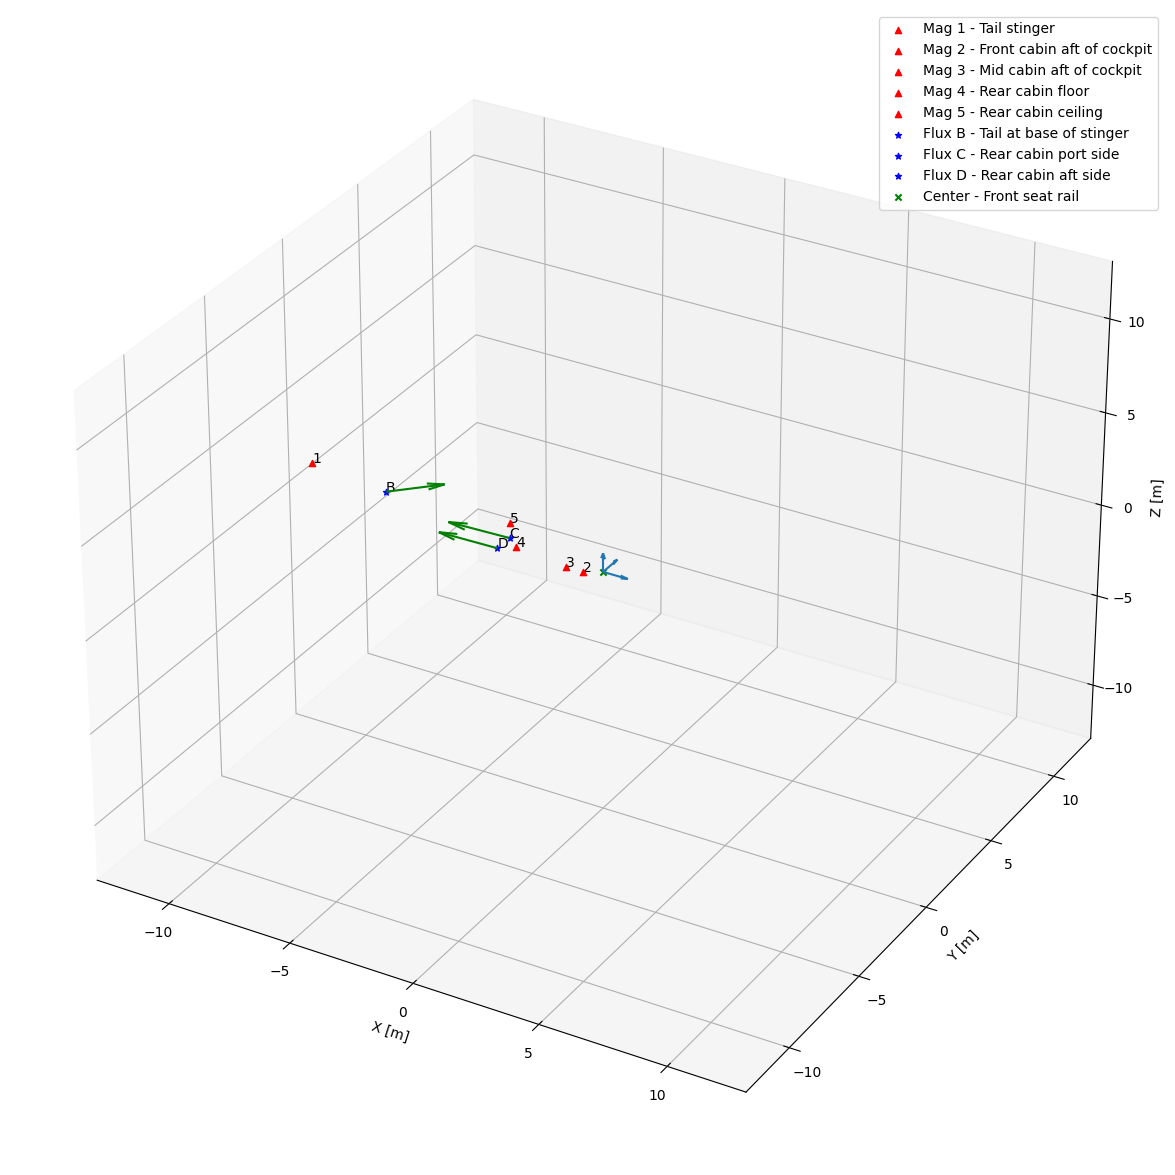 Mag 1 - Tail stinger
Mag 2 - Front cabin aft of cockpit
Mag 3 - Mid cabin aft of cockpit
Mag 4 - Rear cabin floor
Mag 5 - Rear cabin ceiling
Flux B - Tail at base of stinger
Flux C - Rear cabin port side
Flux D - Rear cabin aft side
Center - Front seat rail
1
B
5
C
D
4
3
2
10
5
0
−5
−10
Z [m]
10
5
0
−5
−10
Y [m]
−10
−5
0
5
10
X [m]